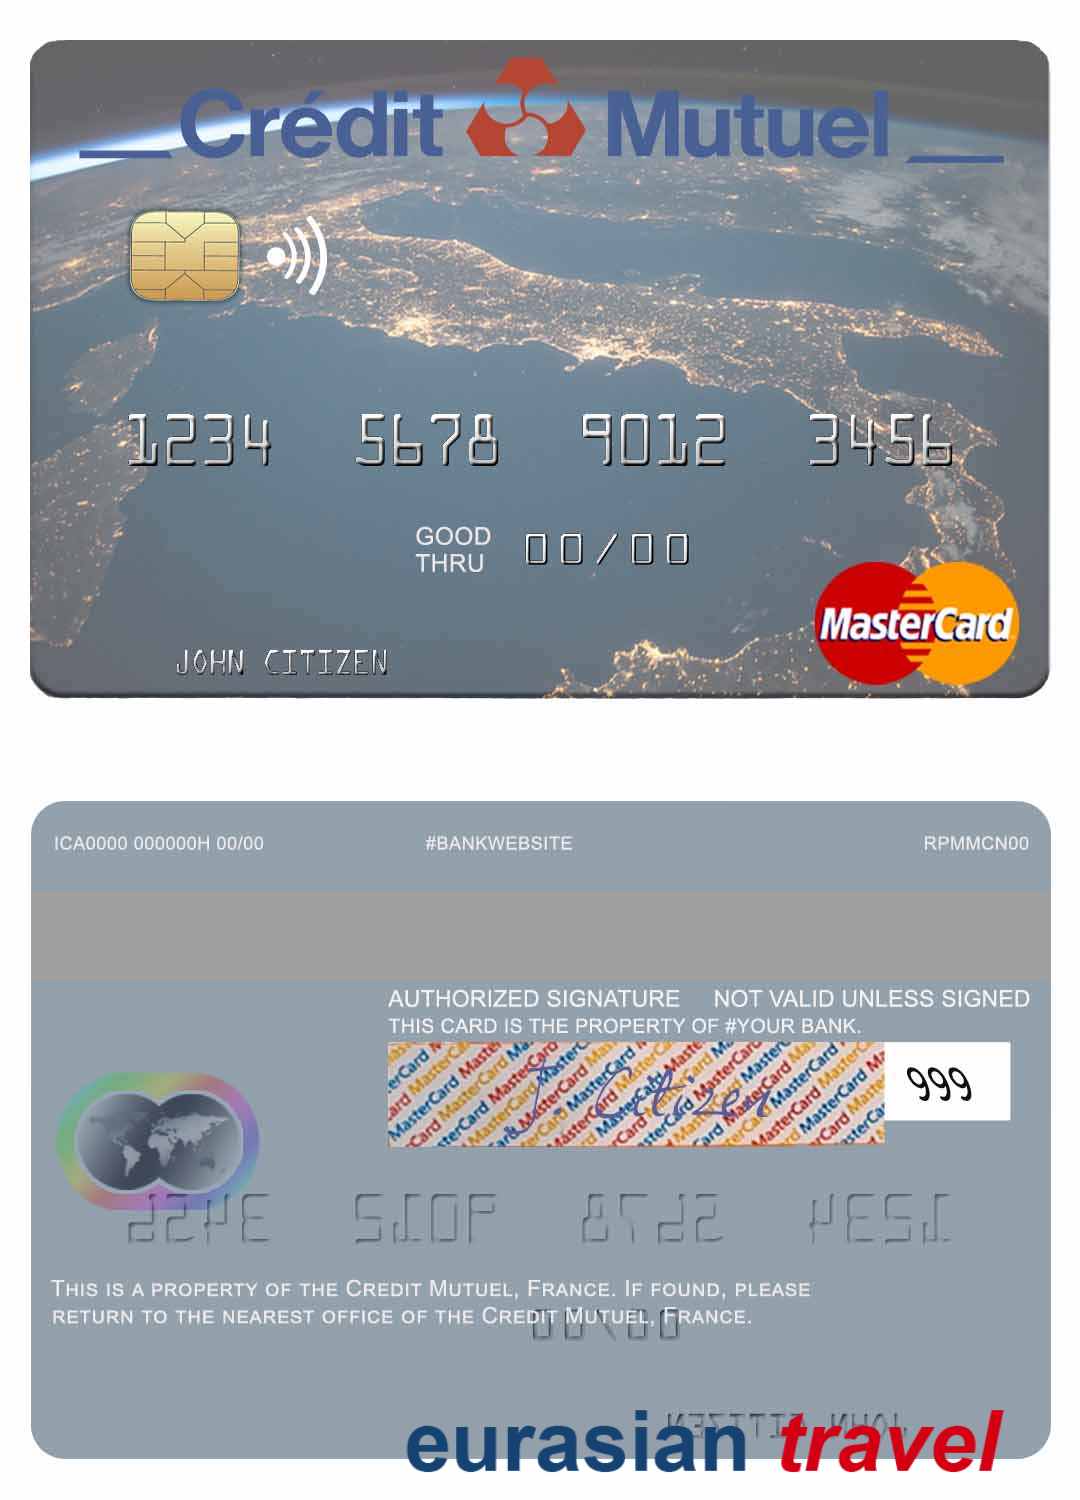 Crédit Mutuel
1234 5678 9012 3456
GOOD
THRU 00/00
MasterCard
JOHN CITIZEN
ICA0000 000000H 00/00 #BANKWEBSITE RPMMCN00
AUTHORIZED SIGNATURE NOT VALID UNLESS SIGNED
THIS CARD IS THE PROPERTY OF #YOUR BANK.
J. Citizen 999
THIS IS A PROPERTY OF THE CREDIT MUTUEL, FRANCE. IF FOUND, PLEASE
RETURN TO THE NEAREST OFFICE OF THE CREDIT MUTUEL, FRANCE.
eurasian travel